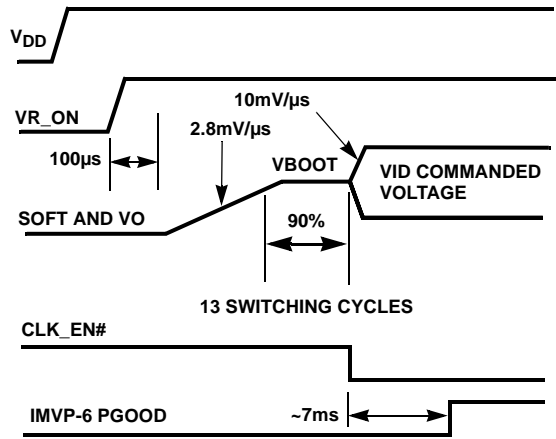 VDD
VR_ON
10mV/µs
2.8mV/µs
100µs
VBOOT
VID COMMANDED
VOLTAGE
SOFT AND VO
90%
13 SWITCHING CYCLES
CLK_EN#
IMVP-6 PGOOD
~7ms